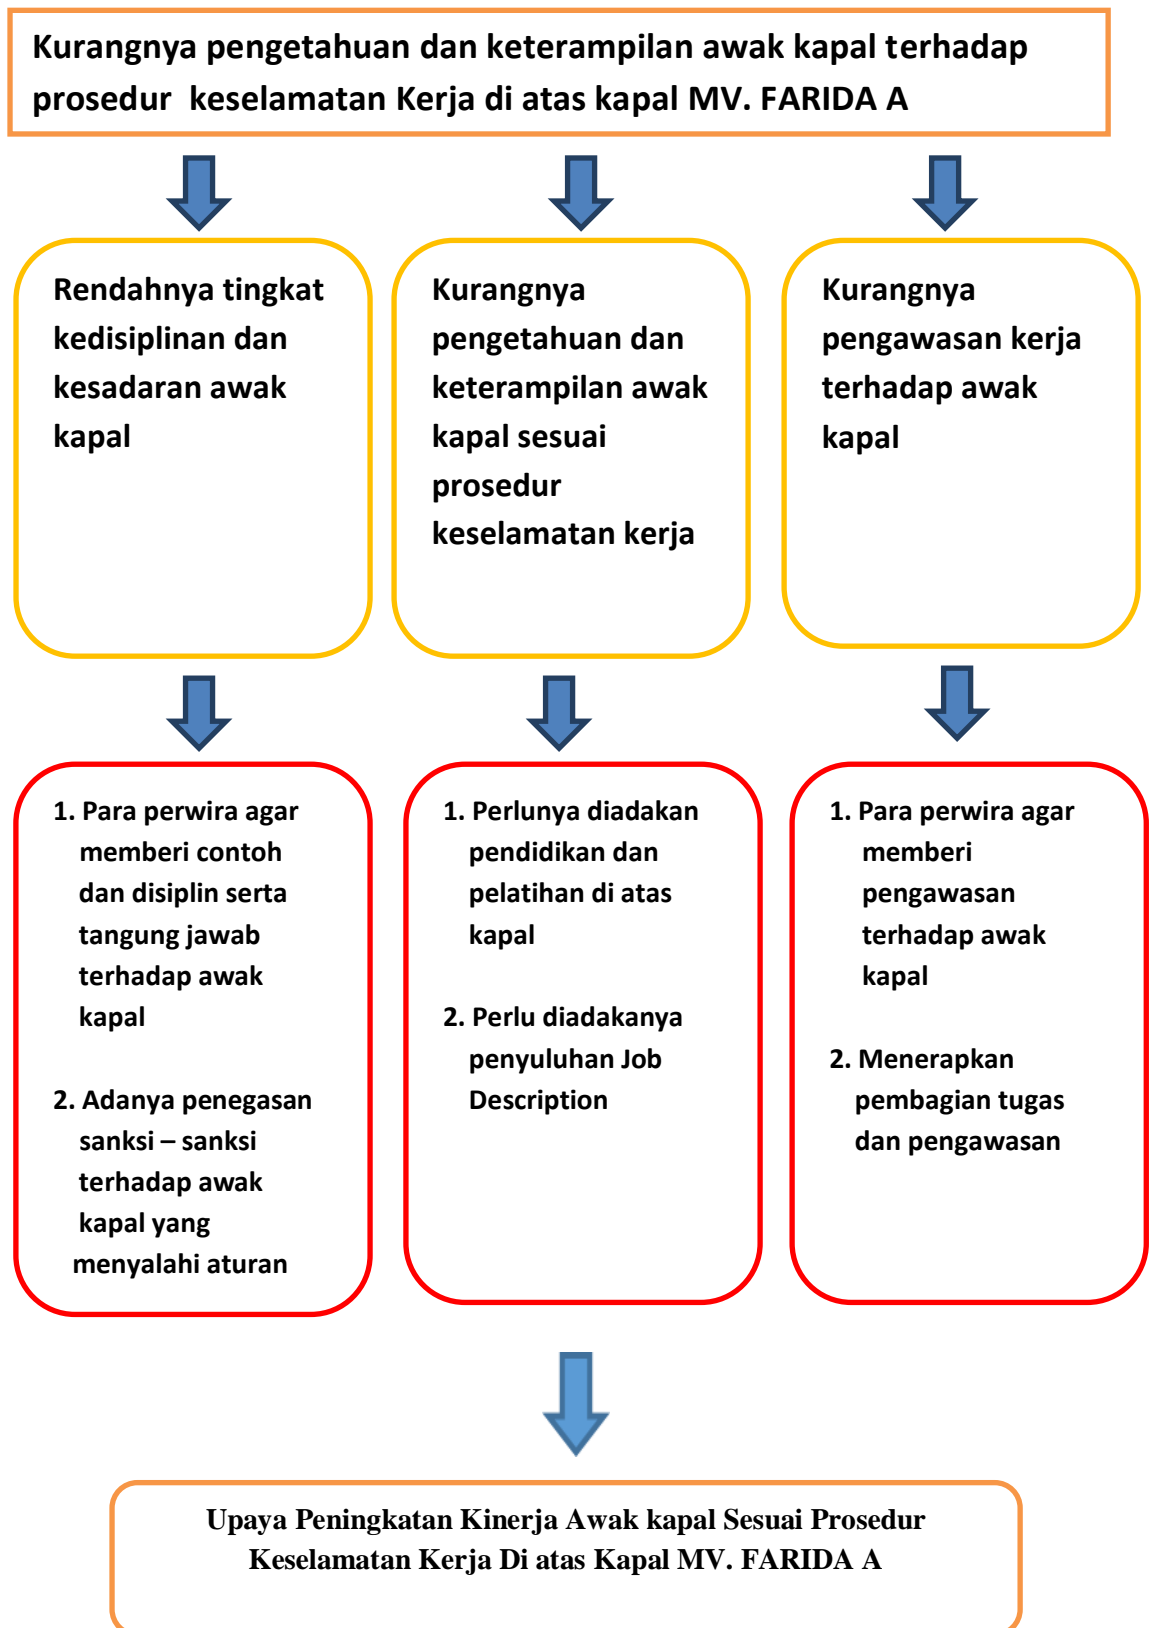 Kurangnya pengetahuan dan keterampilan awak kapal terhadap
prosedur keselamatan Kerja di atas kapal MV. FARIDA A
Rendahnya tingkat
kedisiplinan dan
kesadaran awak
kapal
Kurangnya
pengetahuan dan
keterampilan awak
kapal sesuai
prosedur
keselamatan kerja
Kurangnya
pengawasan kerja
terhadap awak
kapal
1. Para perwira agar
memberi contoh
dan disiplin serta
tangung jawab
terhadap awak
kapal
2. Adanya penegasan
sanksi – sanksi
terhadap awak
kapal yang
menyalahi aturan
1. Perlunya diadakan
pendidikan dan
pelatihan di atas
kapal
2. Perlu diadakanya
penyuluhan Job
Description
1. Para perwira agar
memberi
pengawasan
terhadap awak
kapal
2. Menerapkan
pembagian tugas
dan pengawasan
Upaya Peningkatan Kinerja Awak kapal Sesuai Prosedur
Keselamatan Kerja Di atas Kapal MV. FARIDA A